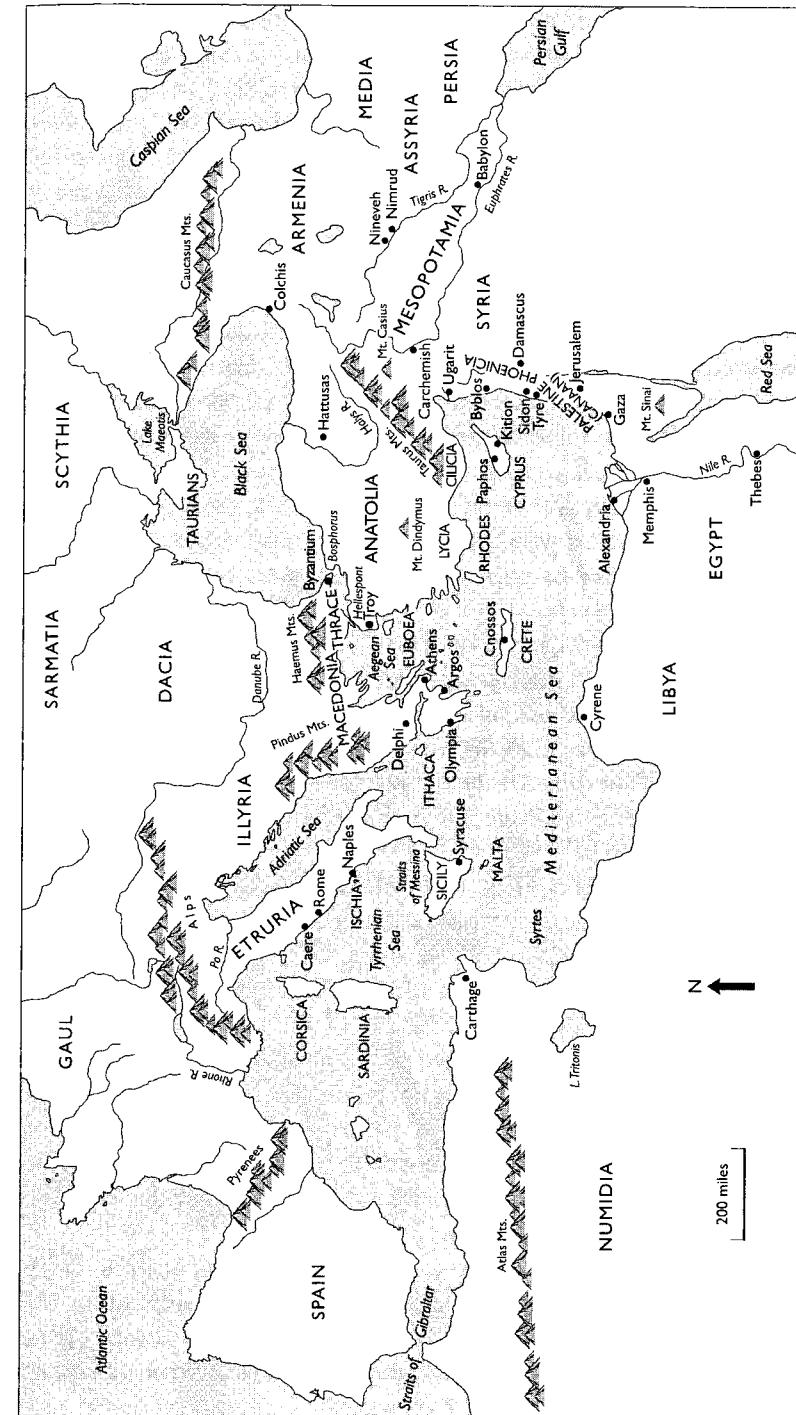 Atlantic Ocean
GAUL
SARMATIA
SCYTHIA
DACIA
TAURIANS
Lake
Maeotis
Caspian Sea
Caucasus Mts.
Alps
Po R.
Rione R.
Pyrenees
SPAIN
Straits of
Gibraltar
ILLYRIA
Danube R.
Black Sea
Colchis
ARMENIA
MEDIA
Adriatic Sea
Pindus Mts.
Haemus Mts.
MACEDONIA
THRACE
Byzantium
Bosphorus
Hellespont
Troy
Hattusas
Halys R.
ANATOLIA
Mt. Dindymus
Taurus Mts.
Mt. Casius
Nineveh
Nimrud
ASSYRIA
Tigris R.
PERSIA
Persian
Gulf
MESOPOTAMIA
Babylon
Euphrates R.
ETRURIA
Caere
Rome
Naples
ISCHIA
CORSICA
SARDINIA
Tyrrhenian
Sea
Straits
of Messina
SICILY
Syracuse
MALTA
Delphi
ITHACA
Olympia
Aegean
Sea
EUBOEA
Athens
Argos
LYCIA
CILICIA
Carchemish
Ugarit
SYRIA
RHODES
Cnossos
CRETE
Paphos
Kition
CYPRUS
Byblos
Sidon
Tyre
PHOENICIA
Damascus
PALESTINE
(CANAAN)
Jerusalem
Gaza
Mt. Sinai
Red Sea
Carthage
Syrtes
Mediterranean Sea
Cyrene
Alexandria
Memphis
Nile R.
Thebes
EGYPT
LIBYA
Atlas Mts.
L. Tritonis
NUMIDIA
N
200 miles